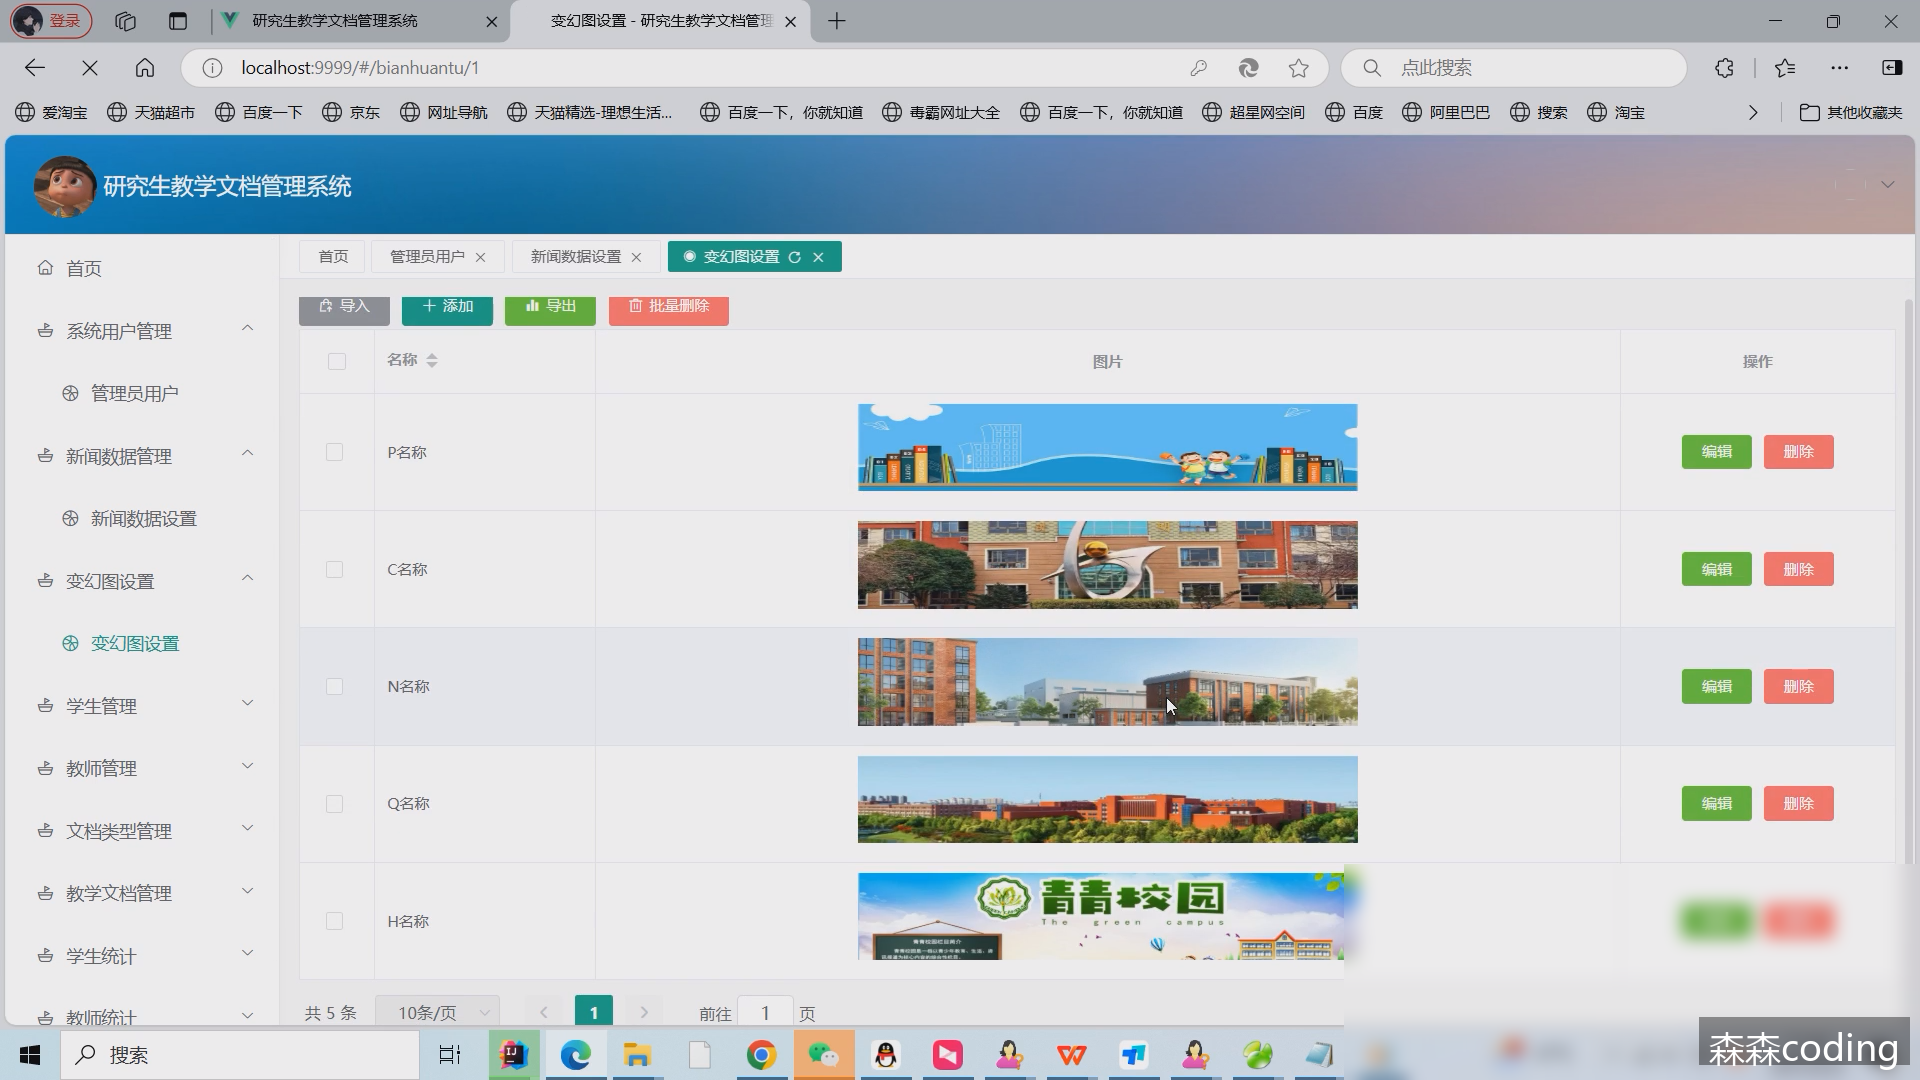 登录
研究生教学文档管理系统
变幻图设置 - 研究生教学文档管理
localhost:9999/#/bianhuantu/1
点此搜索
爱淘宝
天猫超市
百度一下
京东
网址导航
天猫精选-理想生活...
百度一下，你就知道
毒霸网址大全
百度一下，你就知道
超星网空间
百度
阿里巴巴
搜索
淘宝
其他收藏夹
研究生教学文档管理系统
首页
系统用户管理
管理员用户
新闻数据管理
新闻数据设置
变幻图设置
变幻图设置
学生管理
教师管理
文档类型管理
教学文档管理
学生统计
教师统计
首页
管理员用户
新闻数据设置
变幻图设置
导入
添加
导出
批量删除
名称
图片
操作
P名称
编辑
删除
C名称
编辑
删除
N名称
编辑
删除
Q名称
编辑
删除
H名称
青青校园
The green campus
青青校园栏目简介
共 5 条
10条/页
1
前往
1
页
搜索
森森coding